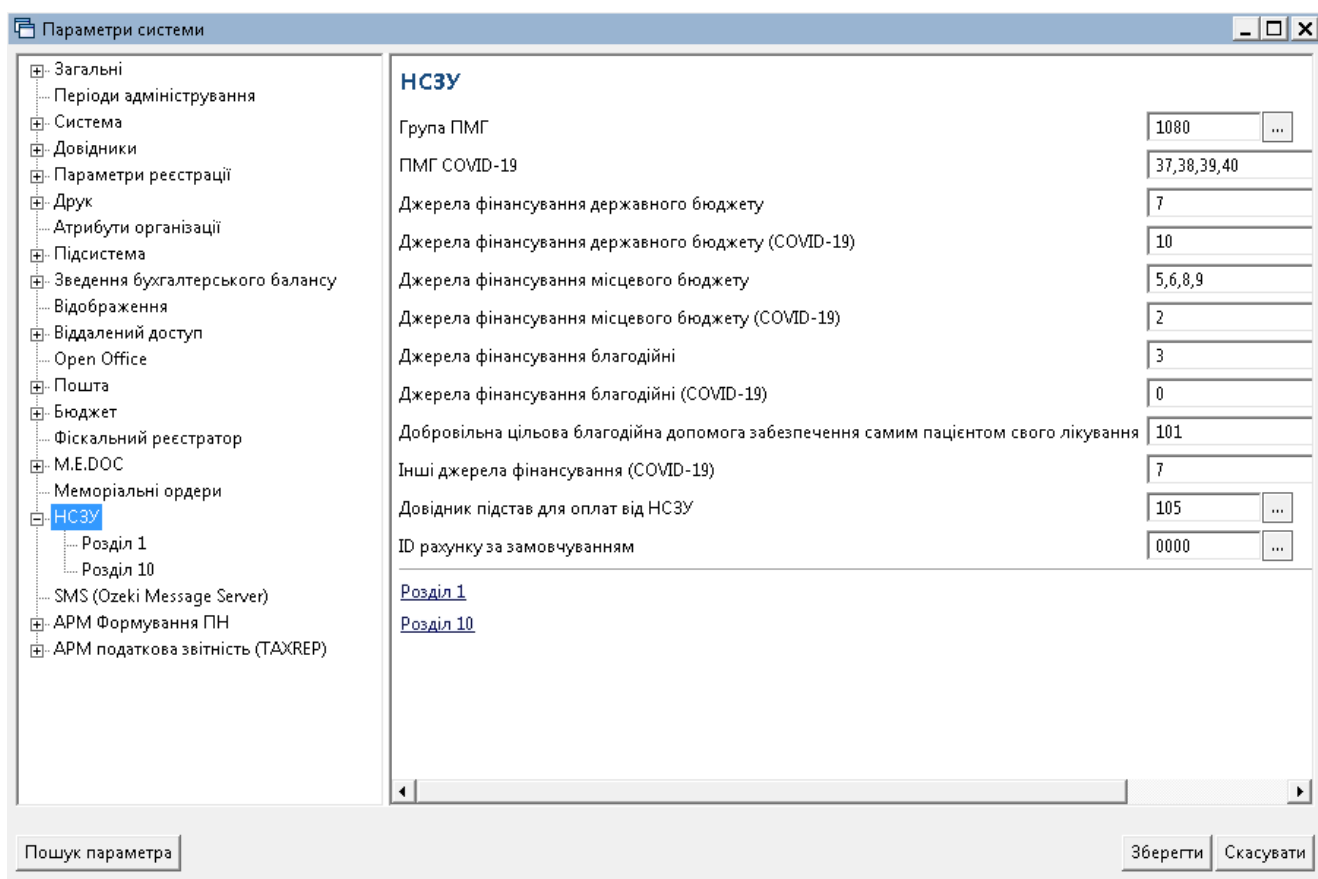 Параметри системи
Загальні
Періоди адміністрування
Система
Довідники
Параметри реєстрації
Друк
Атрибути організації
Підсистема
Зведення бухгалтерського балансу
Відображення
Віддалений доступ
Open Office
Пошта
Бюджет
Фіскальний реєстратор
M.E.DOC
Меморіальні ордери
НСЗУ
Розділ 1
Розділ 10
SMS (Ozeki Message Server)
АРМ Формування ПН
АРМ податкова звітність (TAXREP)
НСЗУ
Група ПМГ 1080 ...
ПМГ COVID-19 37,38,39,40
Джерела фінансування державного бюджету 7
Джерела фінансування державного бюджету (COVID-19) 10
Джерела фінансування місцевого бюджету 5,6,8,9
Джерела фінансування місцевого бюджету (COVID-19) 2
Джерела фінансування благодійні 3
Джерела фінансування благодійні (COVID-19) 0
Добровільна цільова благодійна допомога забезпечення самим пацієнтом свого лікування 101
Інші джерела фінансування (COVID-19) 7
Довідник підстав для оплат від НСЗУ 105 ...
ID рахунку за замовчуванням 0000 ...
Розділ 1
Розділ 10
Пошук параметра
Зберегти Скасувати